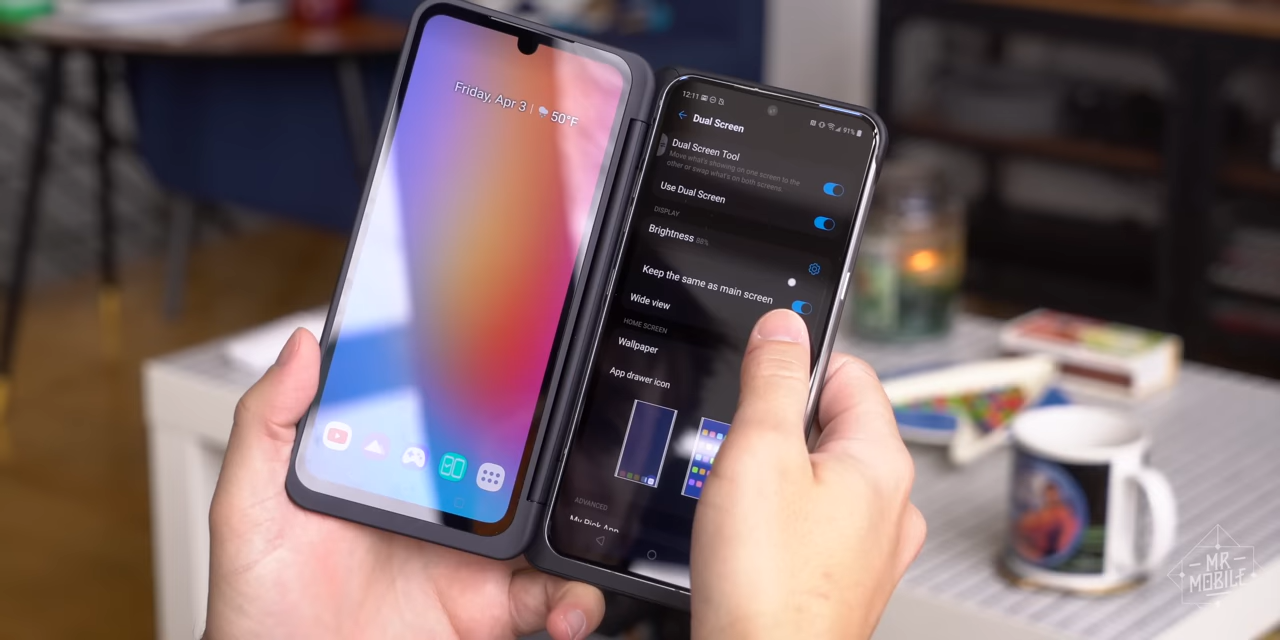 Friday, Apr 3 | 50°F
12:11
91%
Dual Screen
Dual Screen Tool
Move what's showing on one screen to the
other or swap what's on both screens.
Use Dual Screen
DISPLAY
Brightness 88%
Keep the same as main screen
Wide view
HOME SCREEN
Wallpaper
App drawer icon
ADVANCED
MR
MOBILE